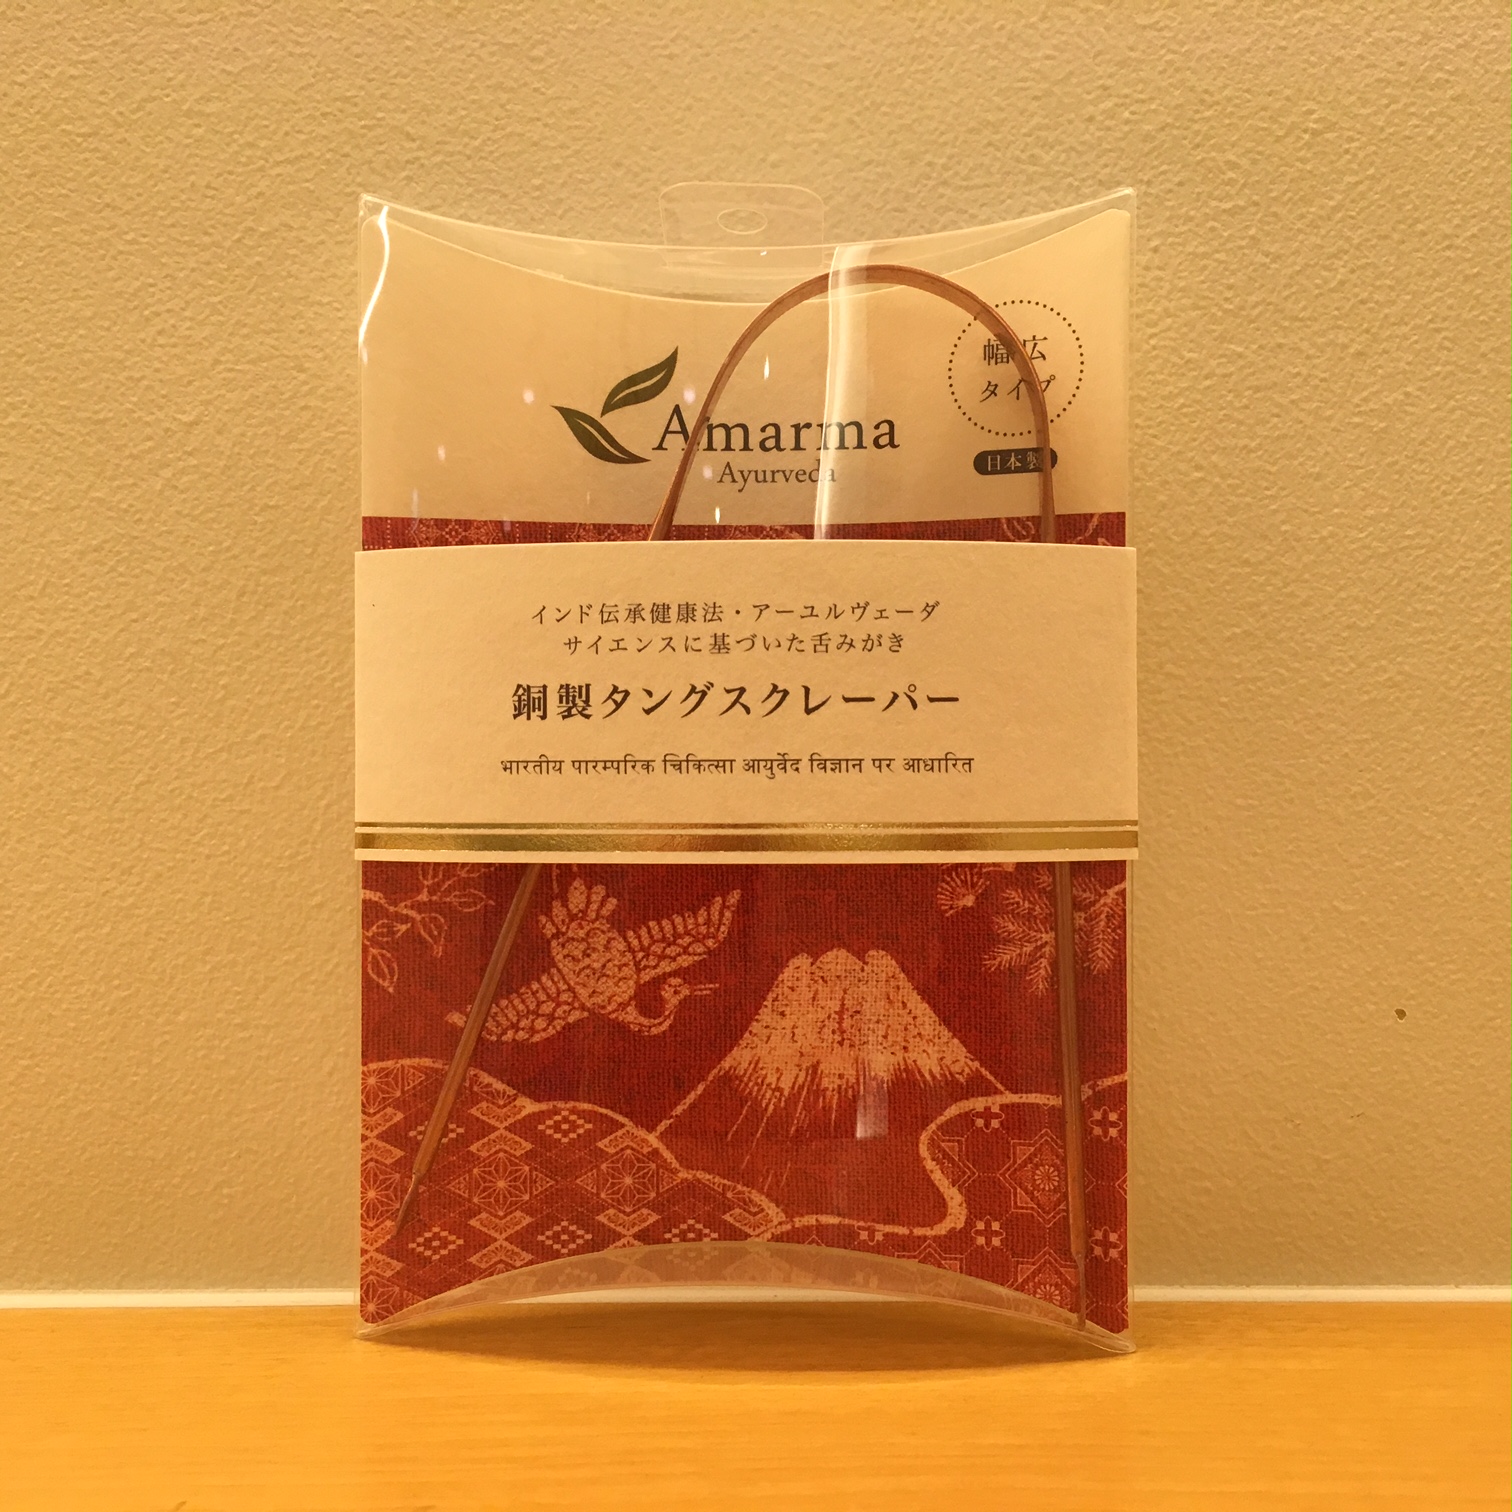 幅広
タイプ
Amarma
Ayurveda
日本製
インド伝承健康法・アーユルヴェーダ
サイエンスに基づいた舌みがき
銅製タングスクレーパー
भारतीय पारम्परिक चिकित्सा आयुर्वेद विज्ञान पर आधारित